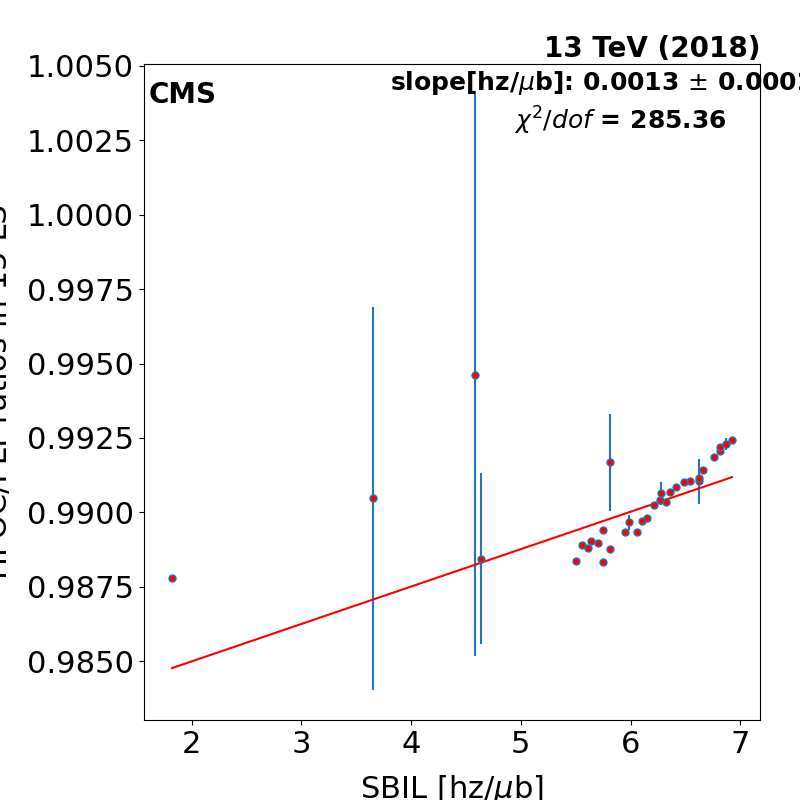 13 TeV (2018)
CMS
slope[hz/μb]: 0.0013 ±
χ²/dof = 285.36
1.0050
1.0025
1.0000
0.9975
0.9950
0.9925
0.9900
0.9875
0.9850
2 3 4 5 6 7
SBIL [hz/μb]